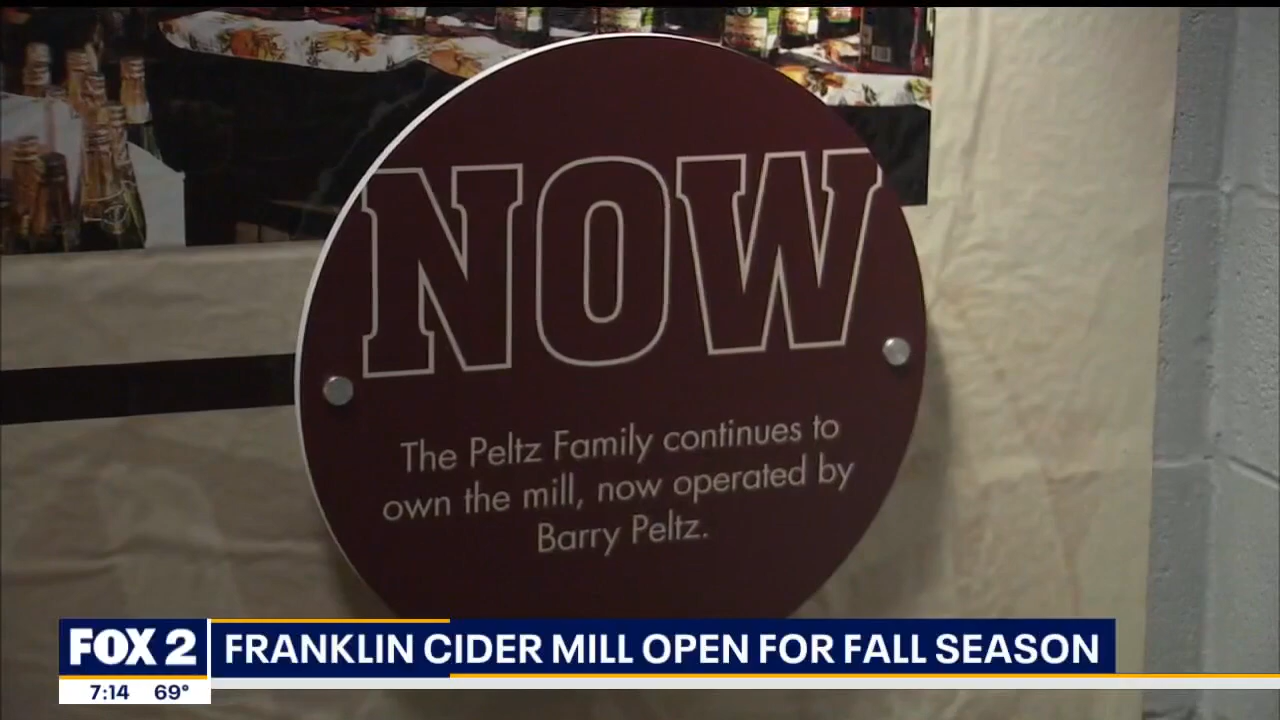 NOW
The Peltz Family continues to
own the mill, now operated by
Barry Peltz.
FOX 2
FRANKLIN CIDER MILL OPEN FOR FALL SEASON
7:14 69°